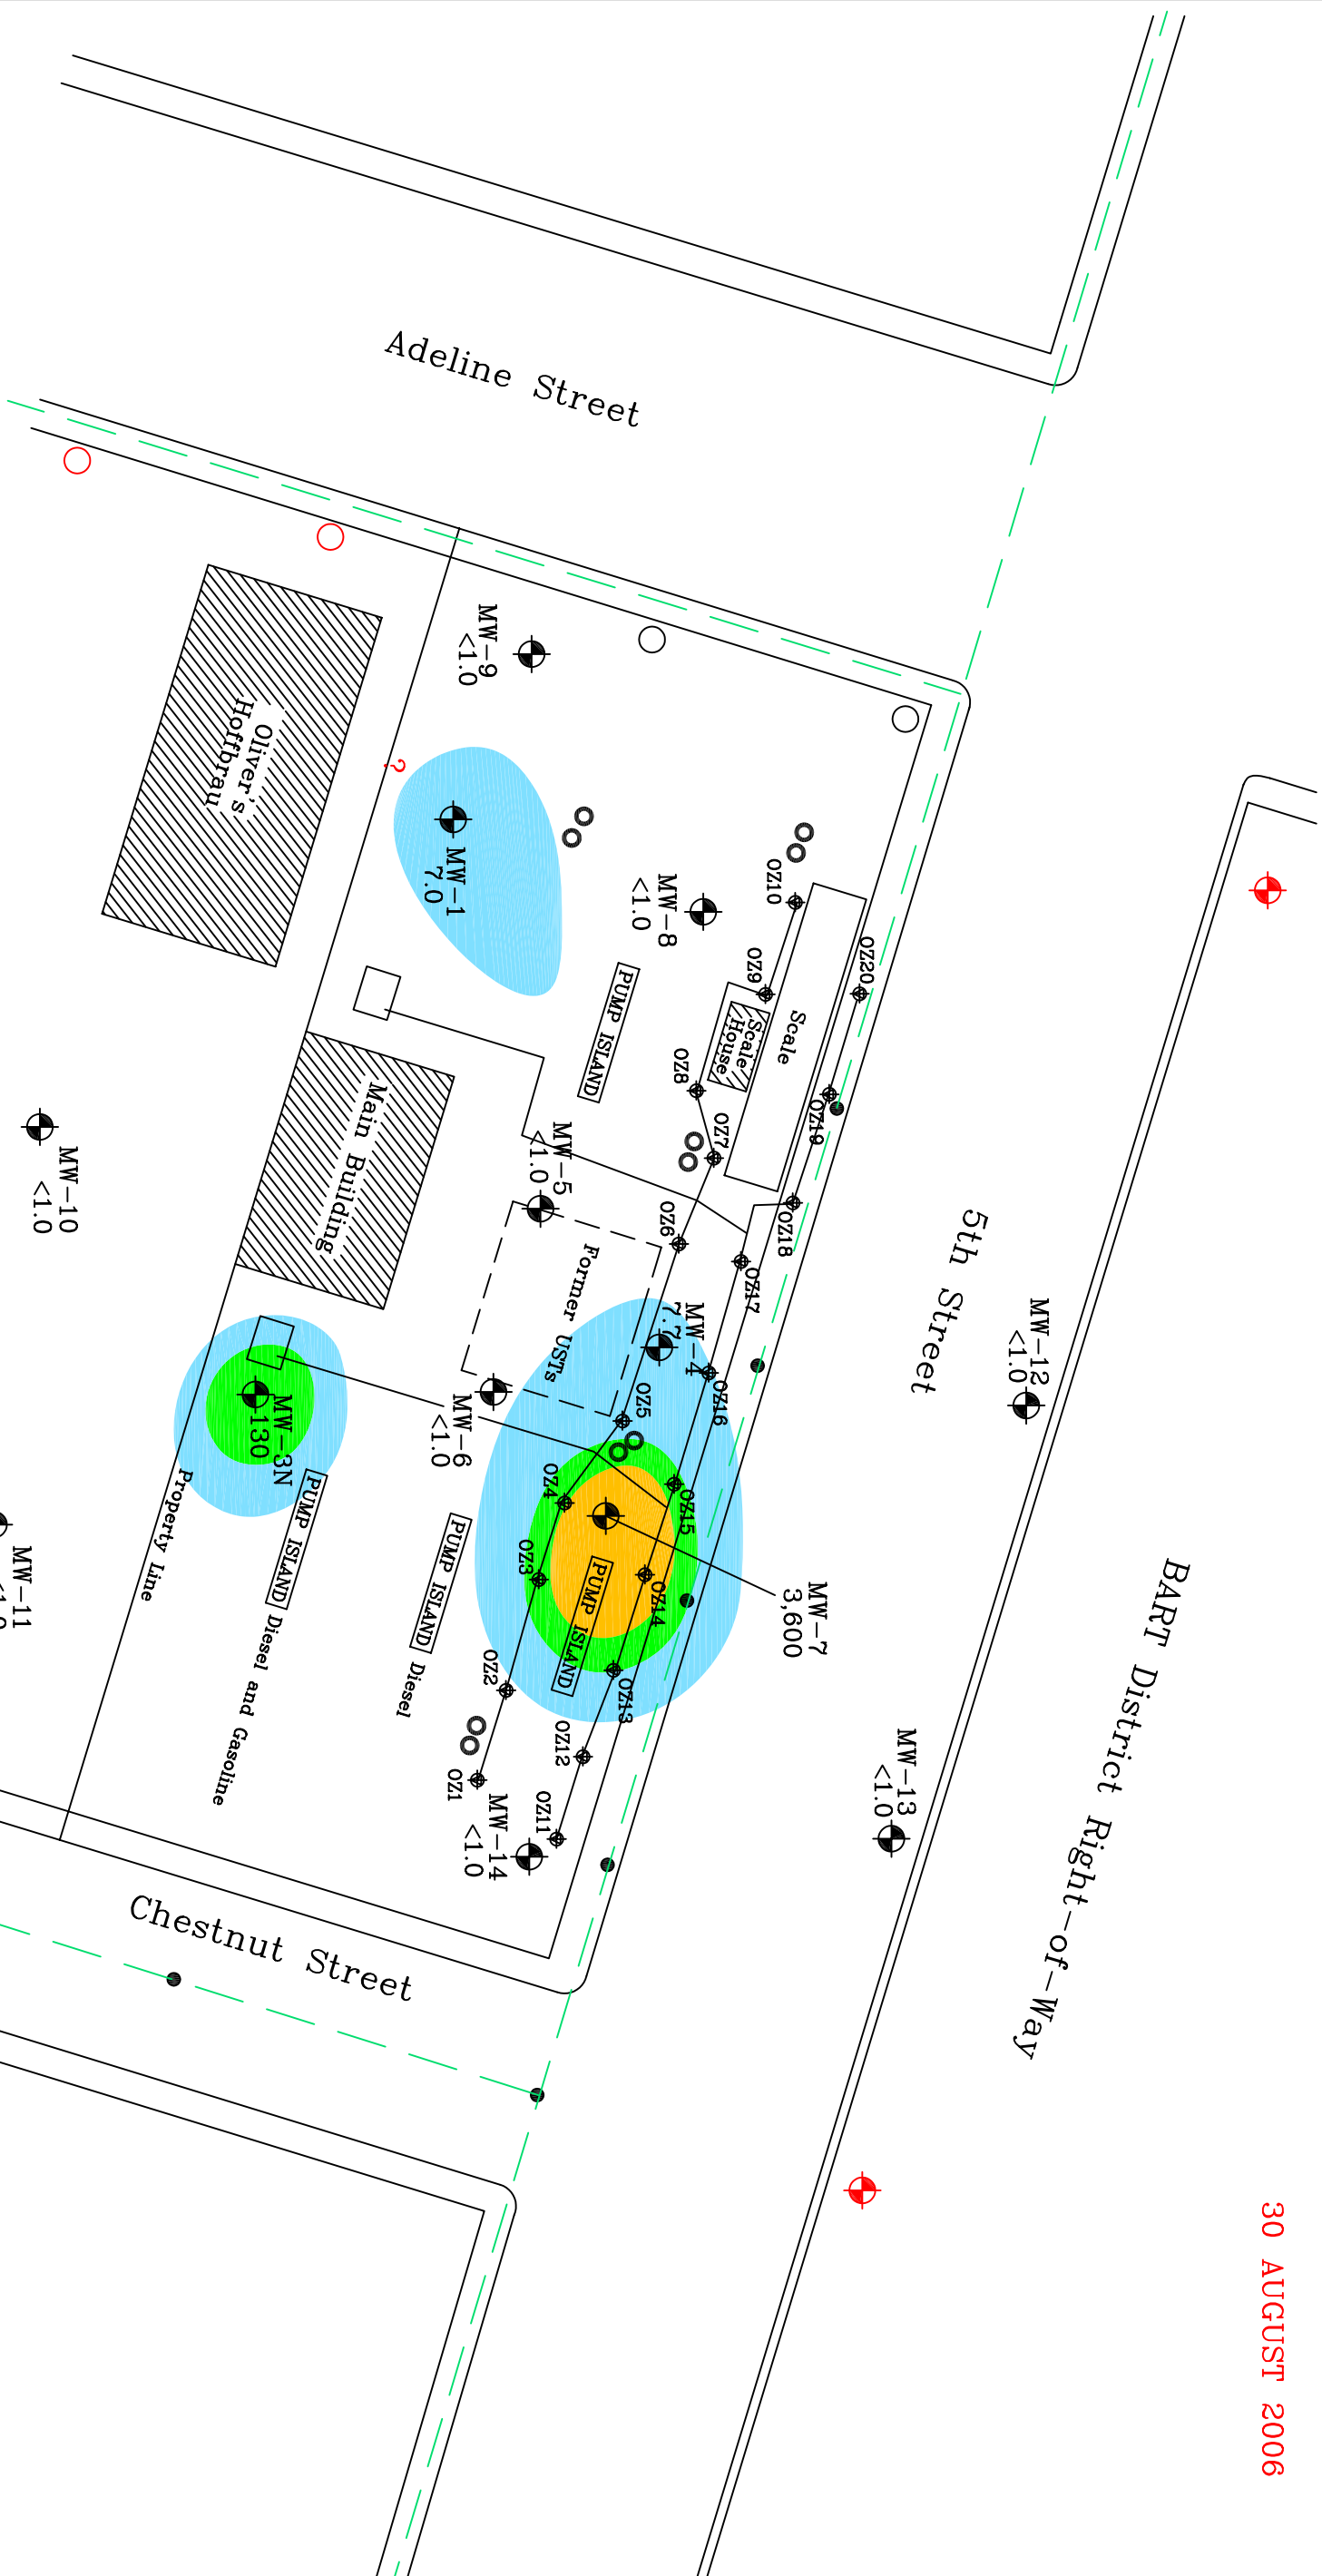 30 AUGUST 2006
BART District Right-of-Way
5th Street
Adeline Street
Chestnut Street
MW-12
<1.0
MW-13
<1.0
MW-7
3,600
OZ20
OZ19
OZ18
OZ17
OZ16
OZ15
OZ14
OZ13
OZ12
OZ11
OZ10
OZ9
OZ8
OZ7
OZ6
OZ5
OZ4
OZ3
OZ2
OZ1
Scale
Scale
House
MW-4
7.7
MW-8
<1.0
PUMP ISLAND
MW-5
<1.0
Former USTs
PUMP ISLAND
MW-14
<1.0
MW-9
<1.0
MW-1
7.0
?
MW-6
<1.0
PUMP ISLAND
Diesel
Main Building
MW-3N
130
PUMP ISLAND
Diesel and Gasoline
Oliver's
Hoffbrau
Property Line
MW-10
<1.0
MW-11